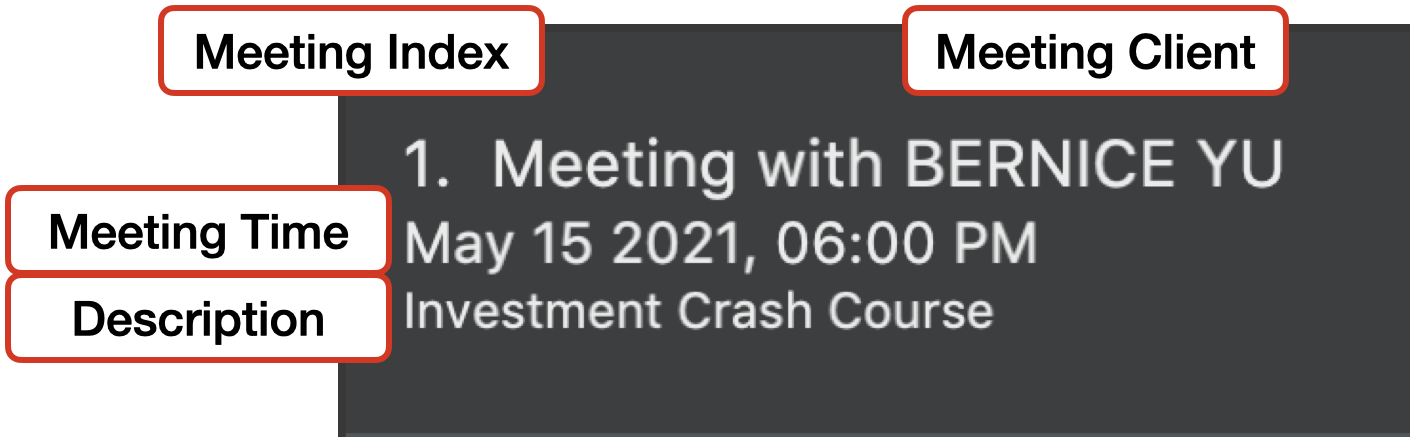 Meeting Index
Meeting Client
1. Meeting with BERNICE YU
Meeting Time
May 15 2021, 06:00 PM
Description
Investment Crash Course